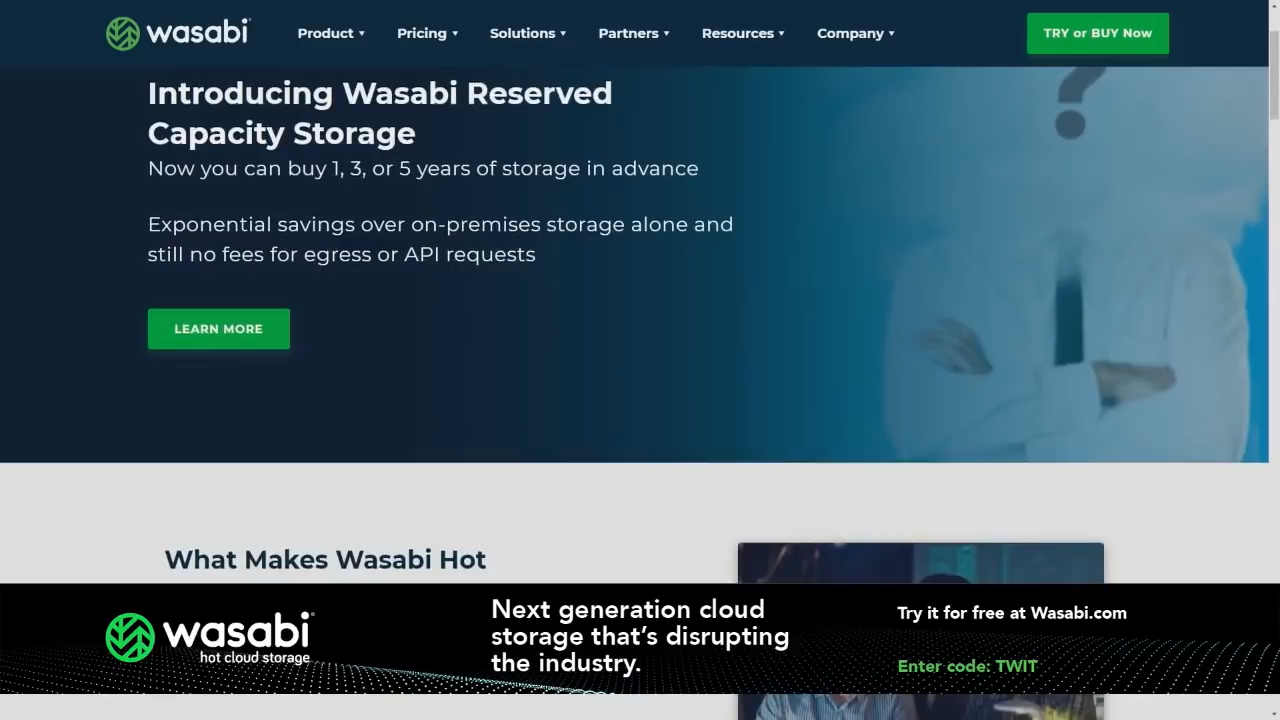 wasabi
Product
Pricing
Solutions
Partners
Resources
Company
TRY or BUY Now
Introducing Wasabi Reserved
Capacity Storage
Now you can buy 1, 3, or 5 years of storage in advance
Exponential savings over on-premises storage alone and
still no fees for egress or API requests
LEARN MORE
?
What Makes Wasabi Hot
wasabi
hot cloud storage
Next generation cloud
storage that's disrupting
the industry.
Try it for free at Wasabi.com
Enter code: TWIT